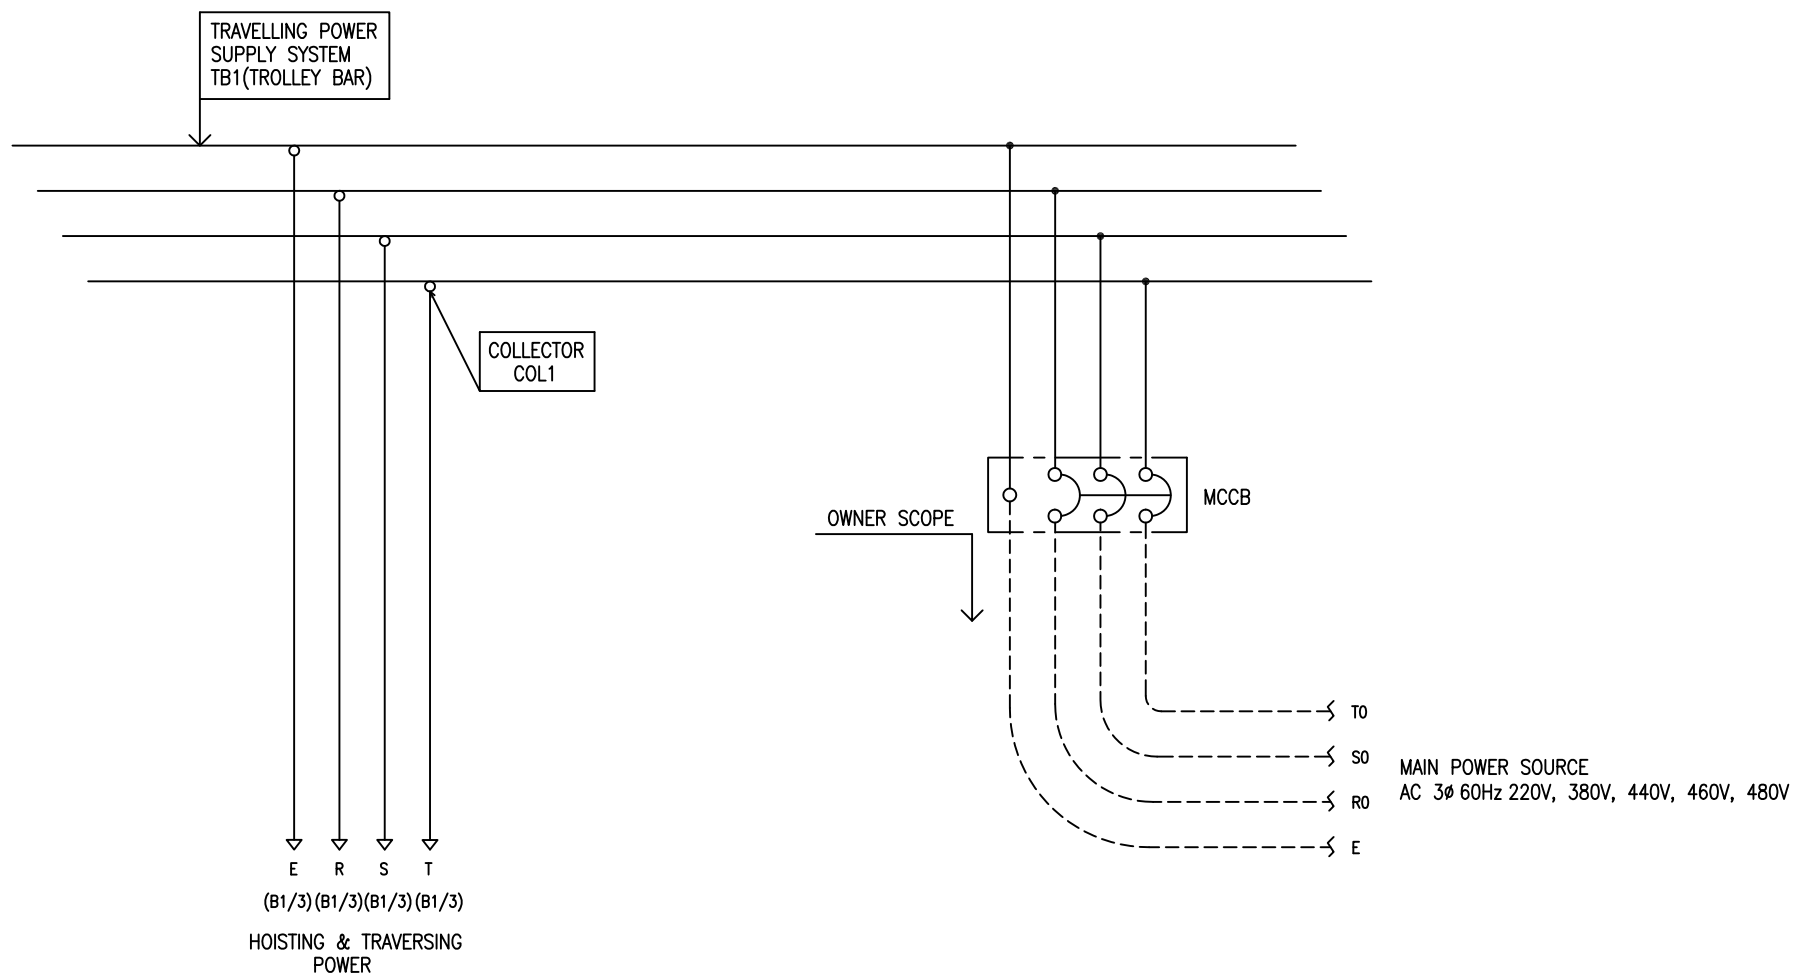 TRAVELLING POWER
SUPPLY SYSTEM
TB1(TROLLEY BAR)
COLLECTOR
COL1
MCCB
OWNER SCOPE
T0
S0
MAIN POWER SOURCE
AC 3ø 60Hz 220V, 380V, 440V, 460V, 480V
R0
E
E R S T
(B1/3) (B1/3) (B1/3) (B1/3)
HOISTING & TRAVERSING
POWER